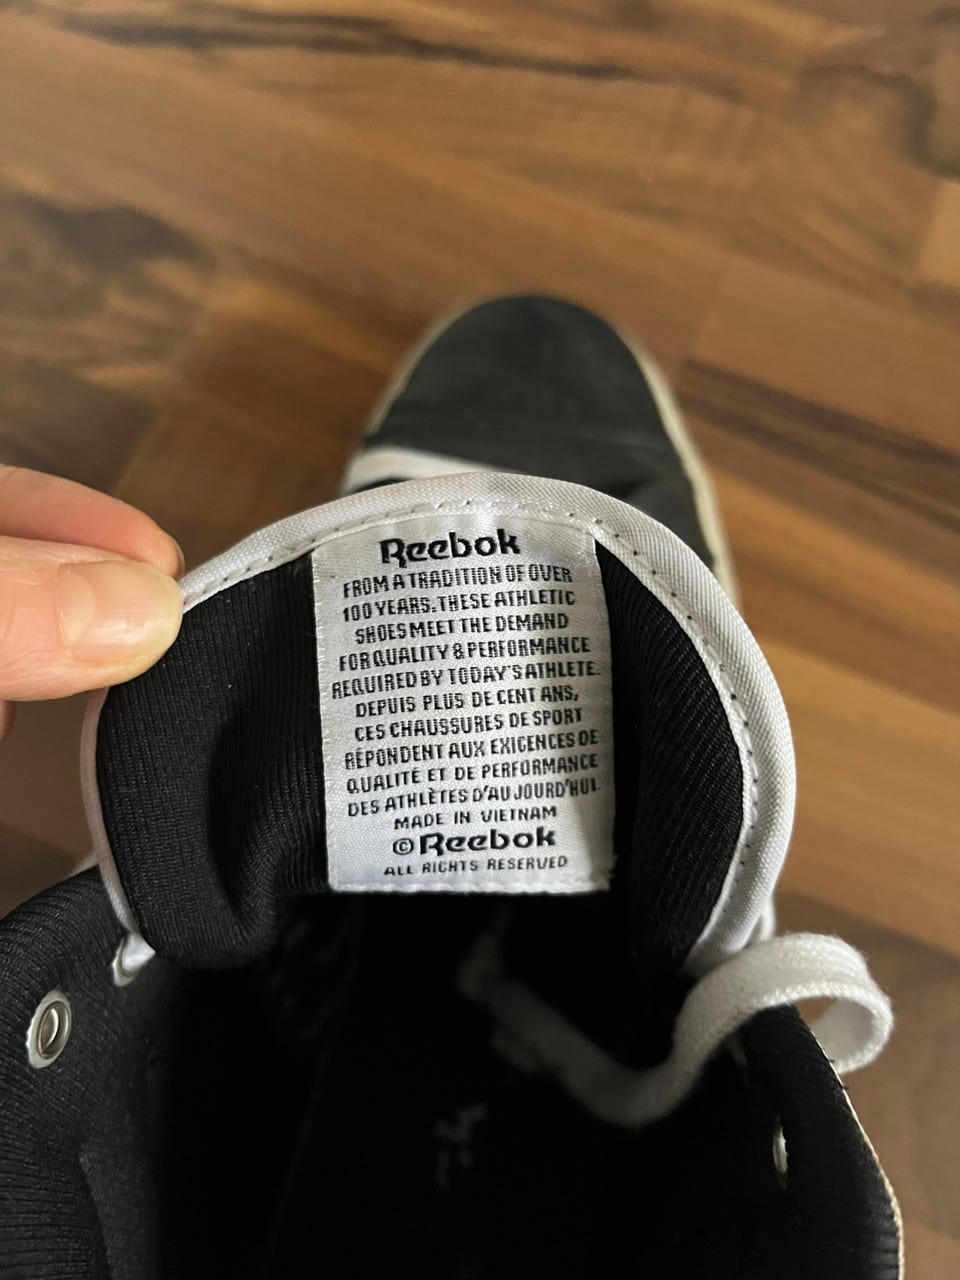 Reebok
FROM A TRADITION OF OVER
100 YEARS, THESE ATHLETIC
SHOES MEET THE DEMAND
FOR QUALITY & PERFORMANCE
REQUIRED BY TODAY'S ATHLETE.
DEPUIS PLUS DE CENT ANS,
CES CHAUSSURES DE SPORT
RÉPONDENT AUX EXIGENCES DE
QUALITÉ ET DE PERFORMANCE
DES ATHLÈTES D'AUJOURD'HUI.
MADE IN VIETNAM
©Reebok
ALL RIGHTS RESERVED